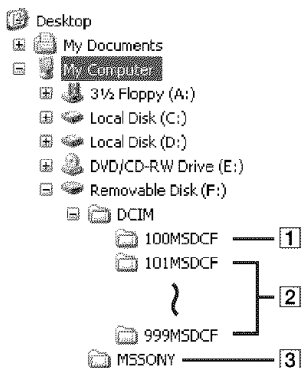 Desktop
My Documents
My Computer
3½ Floppy (A:)
Local Disk (C:)
Local Disk (D:)
DVD/CD-RW Drive (E:)
Removable Disk (F:)
DCIM
100MSDCF 1
101MSDCF
2
999MSDCF
MSSONY 3